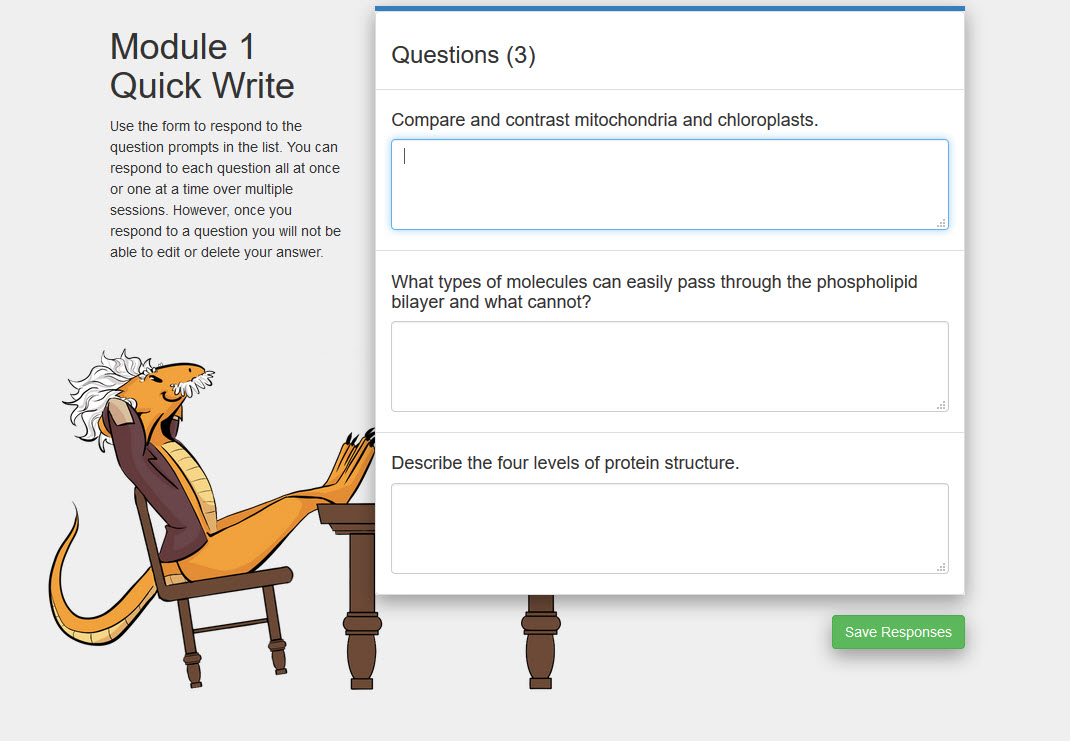 Module 1
Quick Write
Use the form to respond to the
question prompts in the list. You can
respond to each question all at once
or one at a time over multiple
sessions. However, once you
respond to a question you will not be
able to edit or delete your answer.
Questions (3)
Compare and contrast mitochondria and chloroplasts.
What types of molecules can easily pass through the phospholipid
bilayer and what cannot?
Describe the four levels of protein structure.
Save Responses